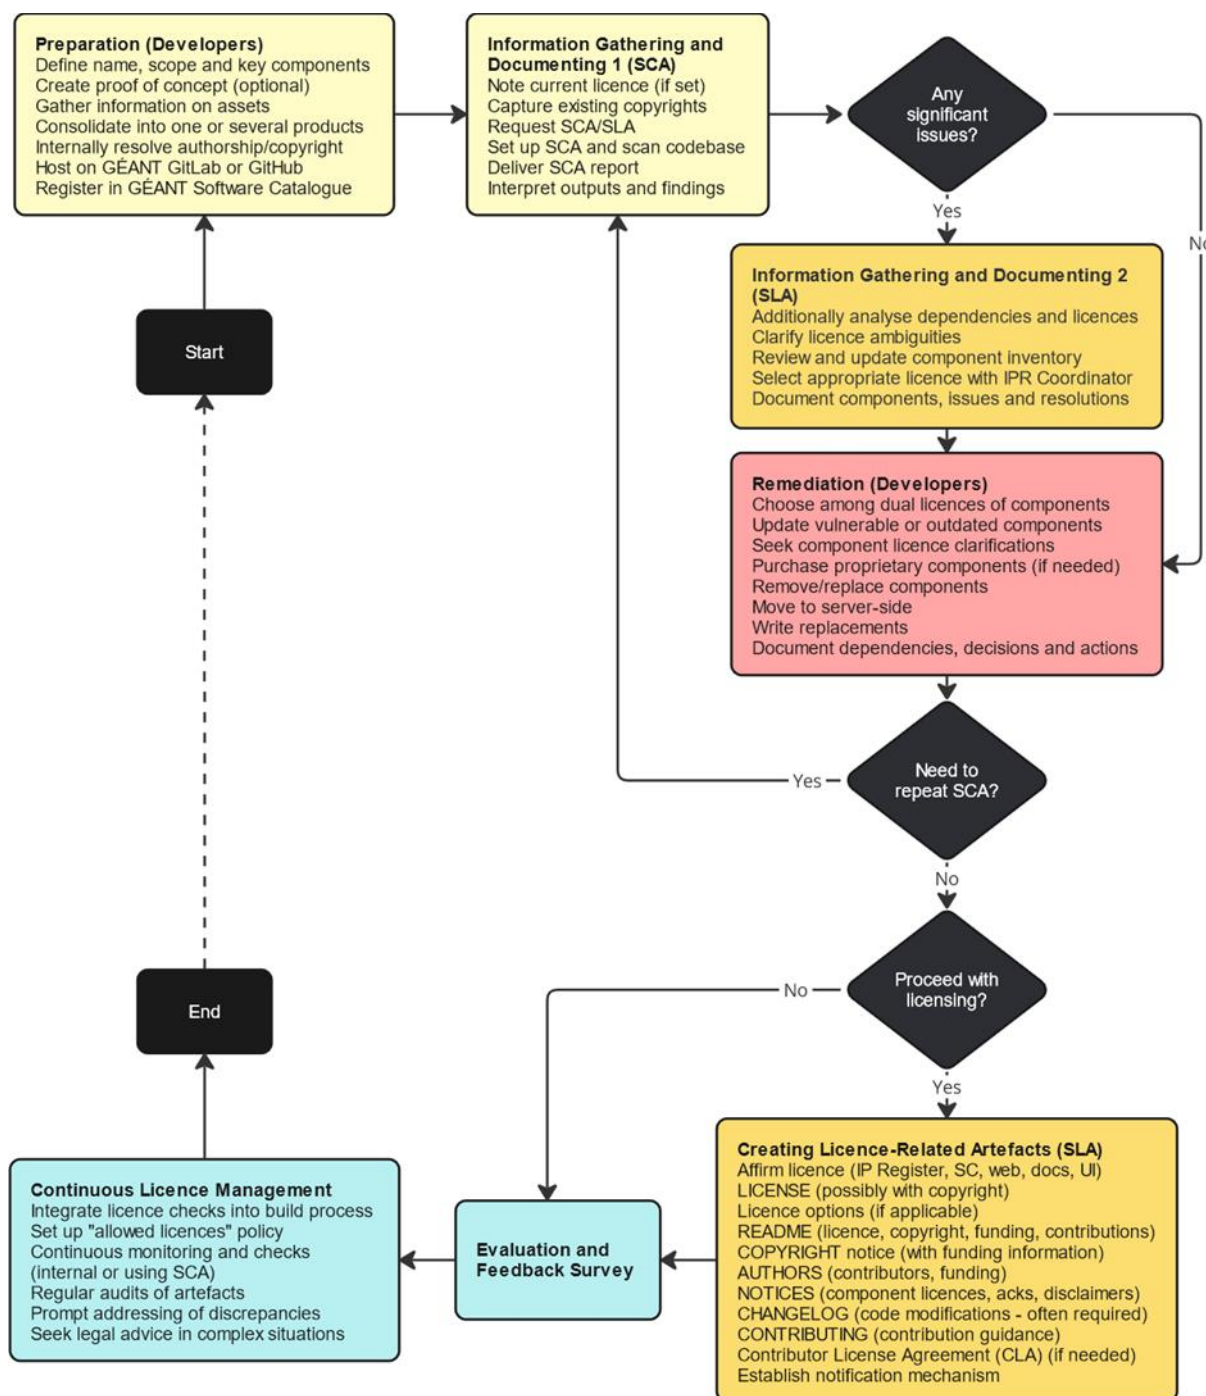 Preparation (Developers)
Define name, scope and key components
Create proof of concept (optional)
Gather information on assets
Consolidate into one or several products
Internally resolve authorship/copyright
Host on GÉANT GitLab or GitHub
Register in GÉANT Software Catalogue
Information Gathering and
Documenting 1 (SCA)
Note current licence (if set)
Capture existing copyrights
Request SCA/SLA
Set up SCA and scan codebase
Deliver SCA report
Interpret outputs and findings
Any
significant
issues?
Yes
No
Information Gathering and Documenting 2
(SLA)
Additionally analyse dependencies and licences
Clarify licence ambiguities
Review and update component inventory
Select appropriate licence with IPR Coordinator
Document components, issues and resolutions
Start
Remediation (Developers)
Choose among dual licences of components
Update vulnerable or outdated components
Seek component licence clarifications
Purchase proprietary components (if needed)
Remove/replace components
Move to server-side
Write replacements
Document dependencies, decisions and actions
Need to
repeat SCA?
Yes
No
Proceed with
licensing?
No
Yes
End
Creating Licence-Related Artefacts (SLA)
Affirm licence (IP Register, SC, web, docs, UI)
LICENSE (possibly with copyright)
Licence options (if applicable)
README (licence, copyright, funding, contributions)
COPYRIGHT notice (with funding information)
AUTHORS (contributors, funding)
NOTICES (component licences, acks, disclaimers)
CHANGELOG (code modifications - often required)
CONTRIBUTING (contribution guidance)
Contributor License Agreement (CLA) (if needed)
Establish notification mechanism
Evaluation and
Feedback Survey
Continuous Licence Management
Integrate licence checks into build process
Set up "allowed licences" policy
Continuous monitoring and checks
(internal or using SCA)
Regular audits of artefacts
Prompt addressing of discrepancies
Seek legal advice in complex situations